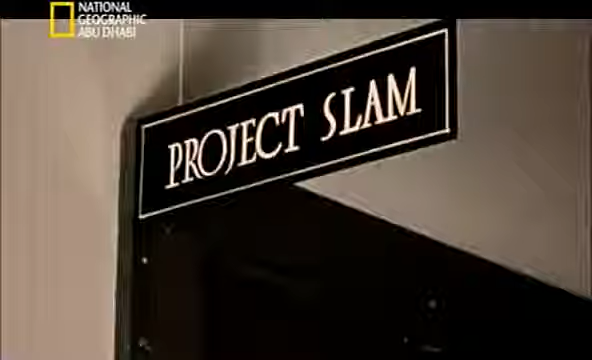 NATIONAL
GEOGRAPHIC
ABU DHABI
PROJECT SLAM